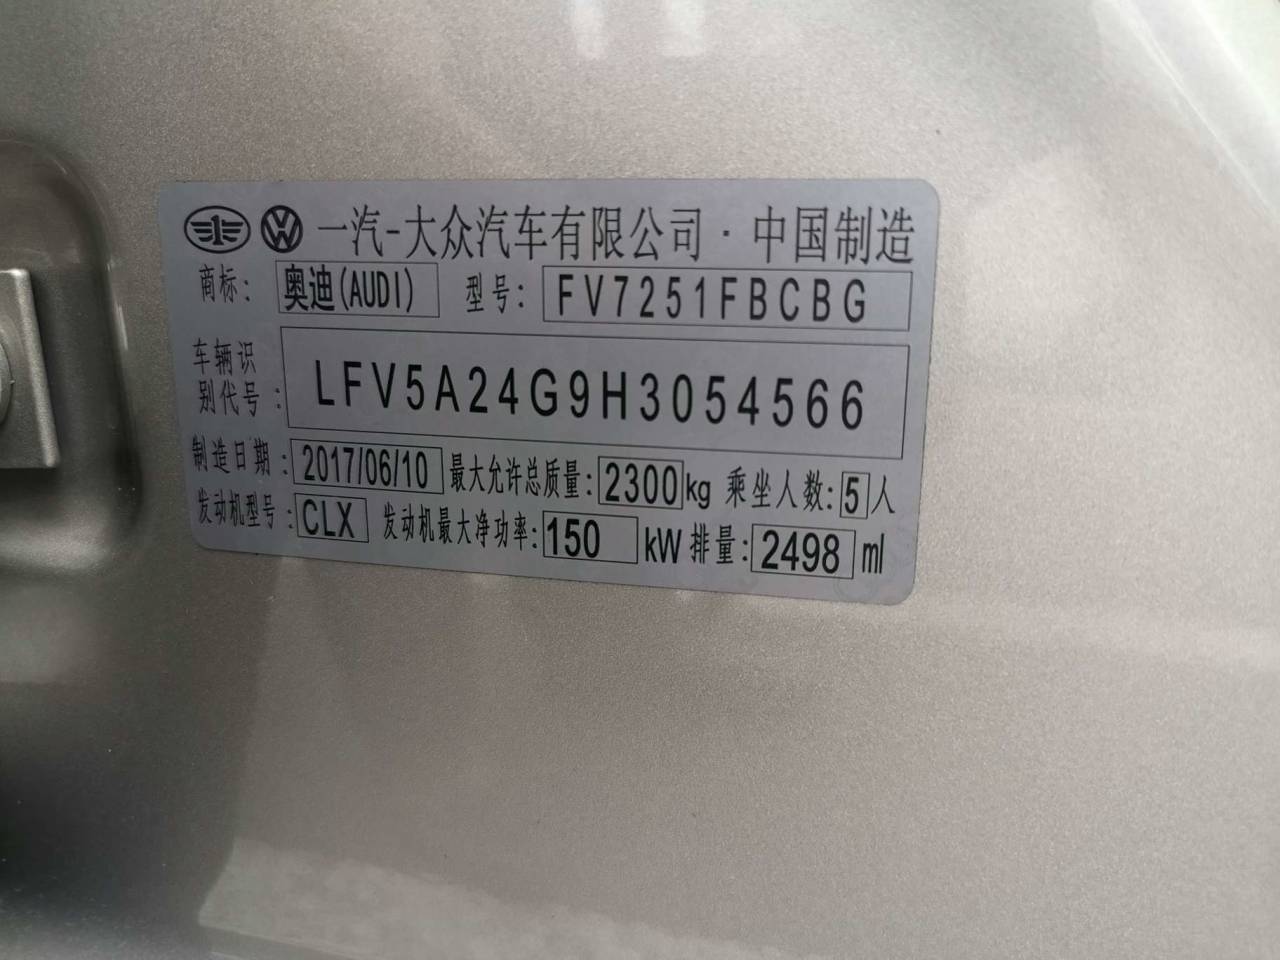 一汽-大众汽车有限公司·中国制造
商标: 奥迪(AUDI) 型号: FV7251FBCBG
车辆识别代号: LFV5A24G9H3054566
制造日期: 2017/06/10 最大允许总质量: 2300kg 乘坐人数: 5人
发动机型号: CLX 发动机最大净功率: 150 kW 排量: 2498 ml